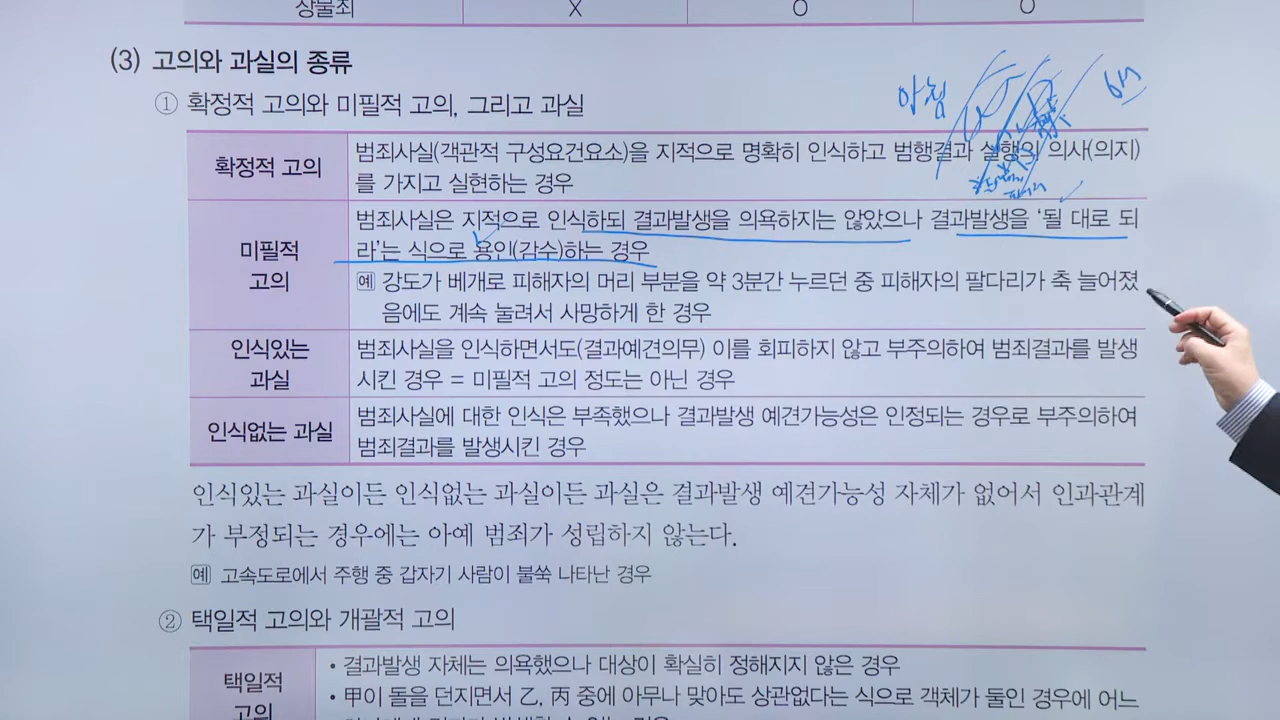 상물죄 X O O
(3) 고의와 과실의 종류
① 확정적 고의와 미필적 고의, 그리고 과실
아침
확정적 고의
범죄사실(객관적 구성요건요소)을 지적으로 명확히 인식하고 범행결과 실행의 의사(의지)
를 가지고 실현하는 경우
미필적
고의
범죄사실은 지적으로 인식하되 결과발생을 의욕하지는 않았으나 결과발생을 '될 대로 되
라'는 식으로 용인(감수)하는 경우
예 강도가 베개로 피해자의 머리 부분을 약 3분간 누르던 중 피해자의 팔다리가 축 늘어졌
음에도 계속 눌려서 사망하게 한 경우
인식있는
과실
범죄사실을 인식하면서도(결과예견의무) 이를 회피하지 않고 부주의하여 범죄결과를 발생
시킨 경우 = 미필적 고의 정도는 아닌 경우
인식없는 과실
범죄사실에 대한 인식은 부족했으나 결과발생 예견가능성은 인정되는 경우로 부주의하여
범죄결과를 발생시킨 경우
인식있는 과실이든 인식없는 과실이든 과실은 결과발생 예견가능성 자체가 없어서 인과관계
가 부정되는 경우에는 아예 범죄가 성립하지 않는다.
예 고속도로에서 주행 중 갑자기 사람이 불쑥 나타난 경우
② 택일적 고의와 개괄적 고의
택일적
고의
• 결과발생 자체는 의욕했으나 대상이 확실히 정해지지 않은 경우
• 甲이 돌을 던지면서 乙, 丙 중에 아무나 맞아도 상관없다는 식으로 객체가 둘인 경우에 어느